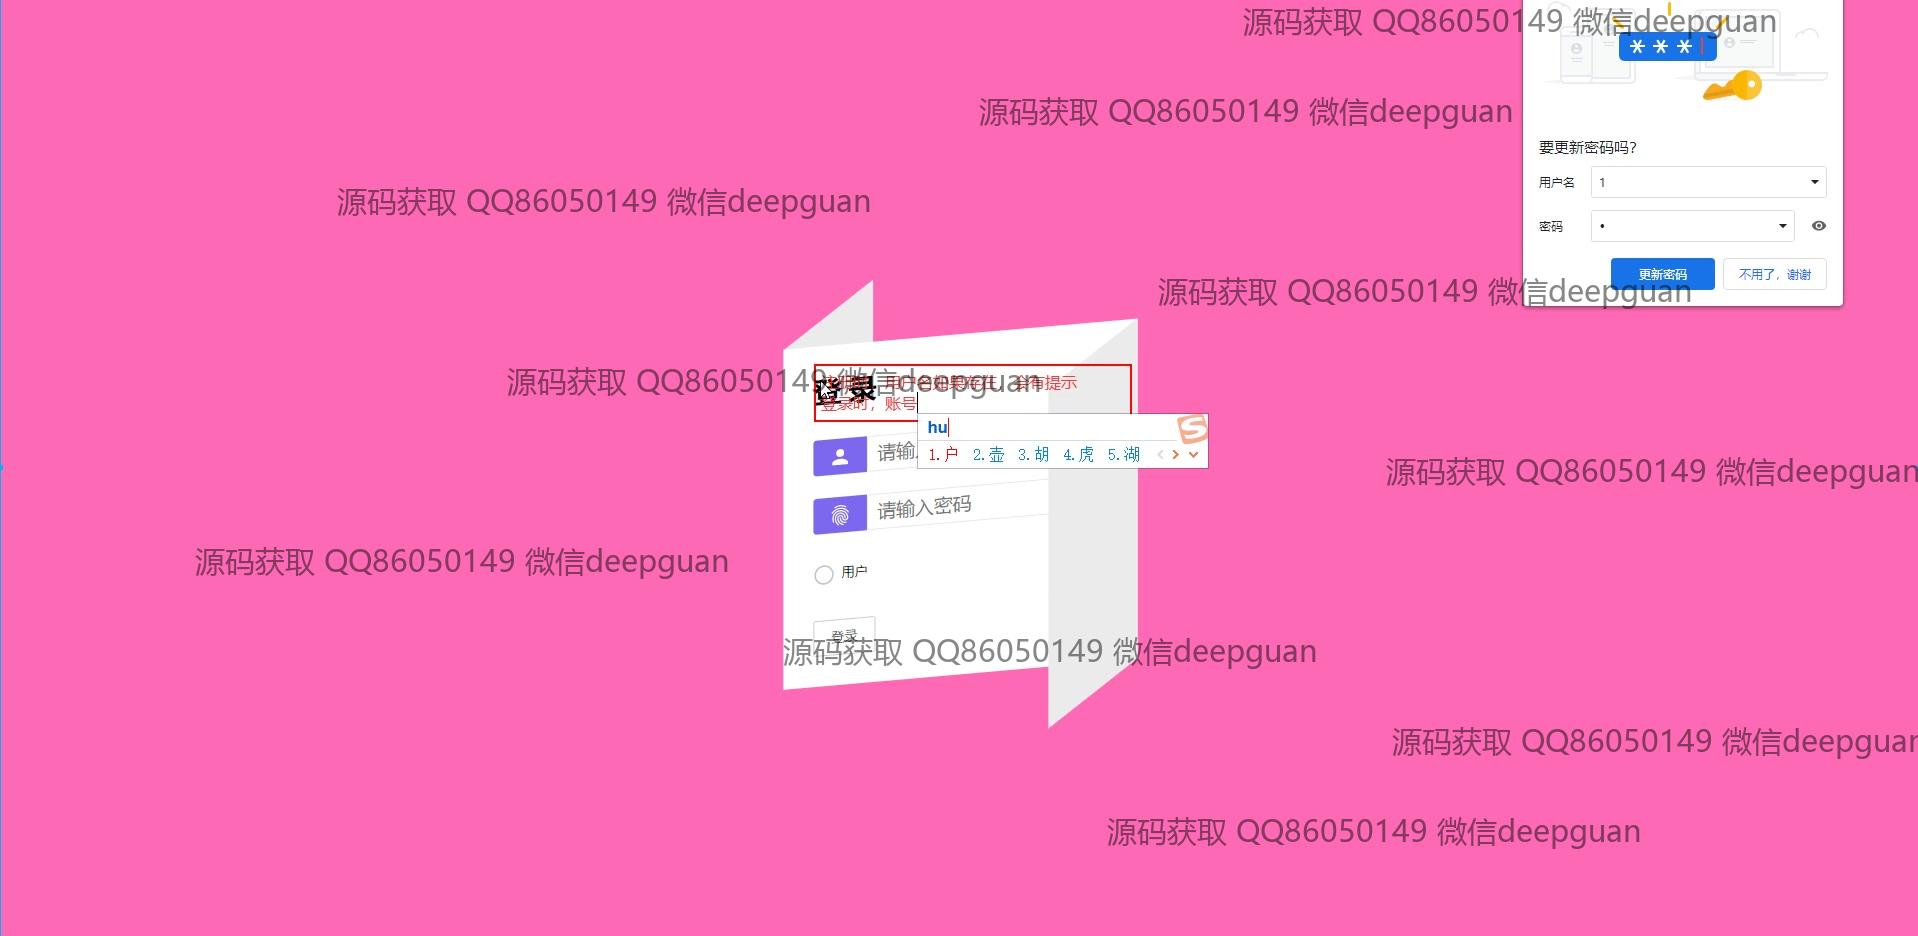 源码获取 QQ86050149 微信deepguan
***
源码获取 QQ86050149 微信deepguan
要更新密码吗?
用户名 1
密码 •
源码获取 QQ86050149 微信deepguan
更新密码 不用了，谢谢
源码获取 QQ86050149 微信deepguan
源码获取 QQ86050149 微信deepguan
登录
用户名如果存在，会有提示
登录时，账号
hu
1.户 2.壶 3.胡 4.虎 5.湖
请输
源码获取 QQ86050149 微信deepguan
请输入密码
源码获取 QQ86050149 微信deepguan
用户
登录
源码获取 QQ86050149 微信deepguan
源码获取 QQ86050149 微信deepguan
源码获取 QQ86050149 微信deepguan